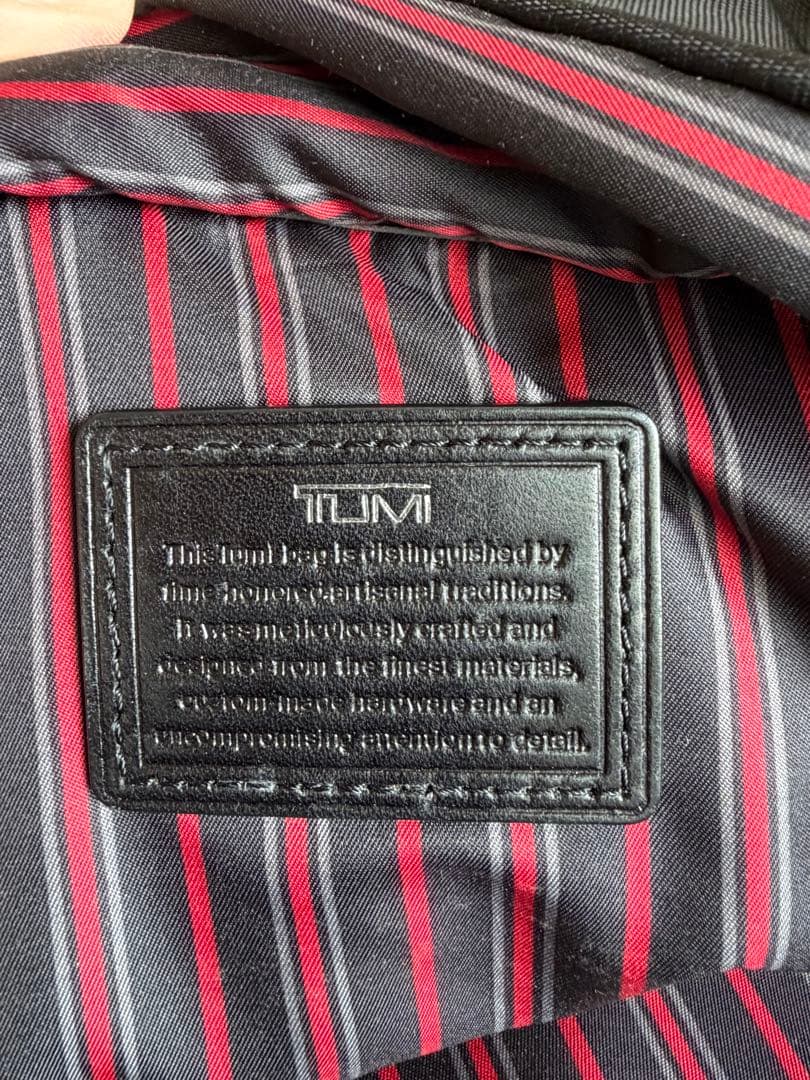 TUMI
This Tumi bag is distinguished by
time-honored artisanal traditions.
It was meticulously crafted and
designed from the finest materials,
custom-made hardware and an
uncompromising attention to detail.